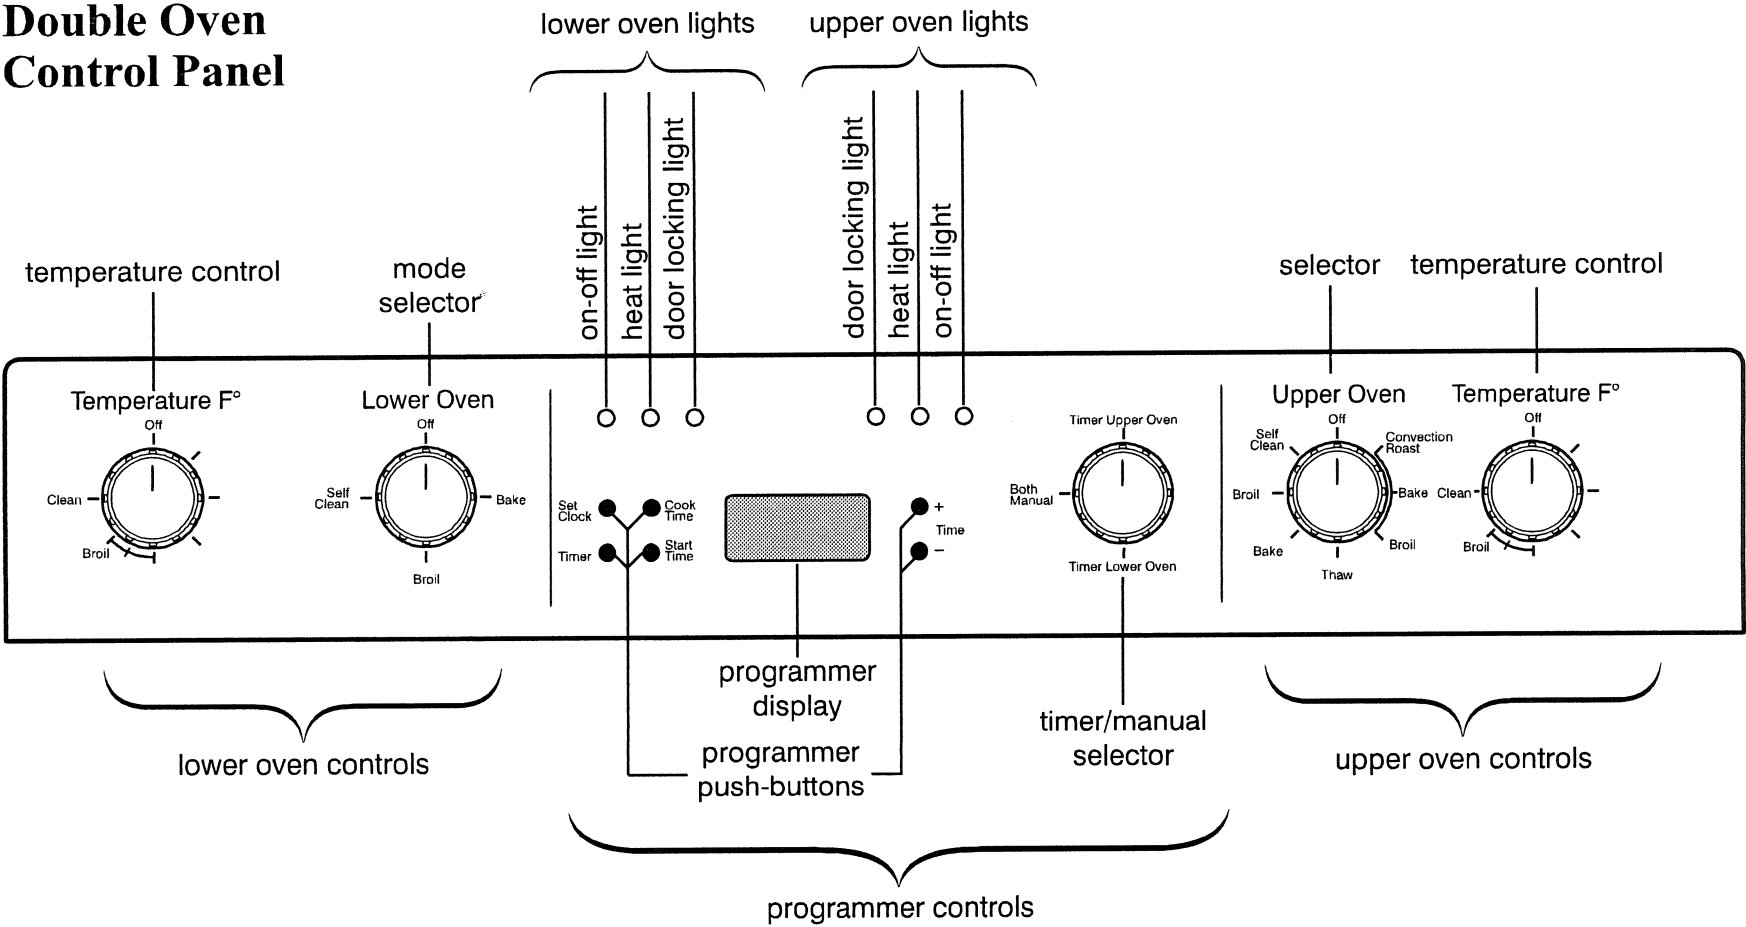 Double Oven
Control Panel
lower oven lights
upper oven lights
on-off light
heat light
door locking light
door locking light
heat light
on-off light
temperature control
mode
selector
selector
temperature control
Temperature F°
Off
Clean
Broil
Lower Oven
Off
Self
Clean
Bake
Broil
Set
Clock
Cook
Time
Timer
Start
Time
+
Time
−
Timer Upper Oven
Both
Manual
Timer Lower Oven
Upper Oven
Off
Self
Clean
Convection
Roast
Broil
Bake
Bake
Broil
Thaw
Temperature F°
Off
Clean
Broil
programmer
display
programmer
push-buttons
timer/manual
selector
lower oven controls
upper oven controls
programmer controls